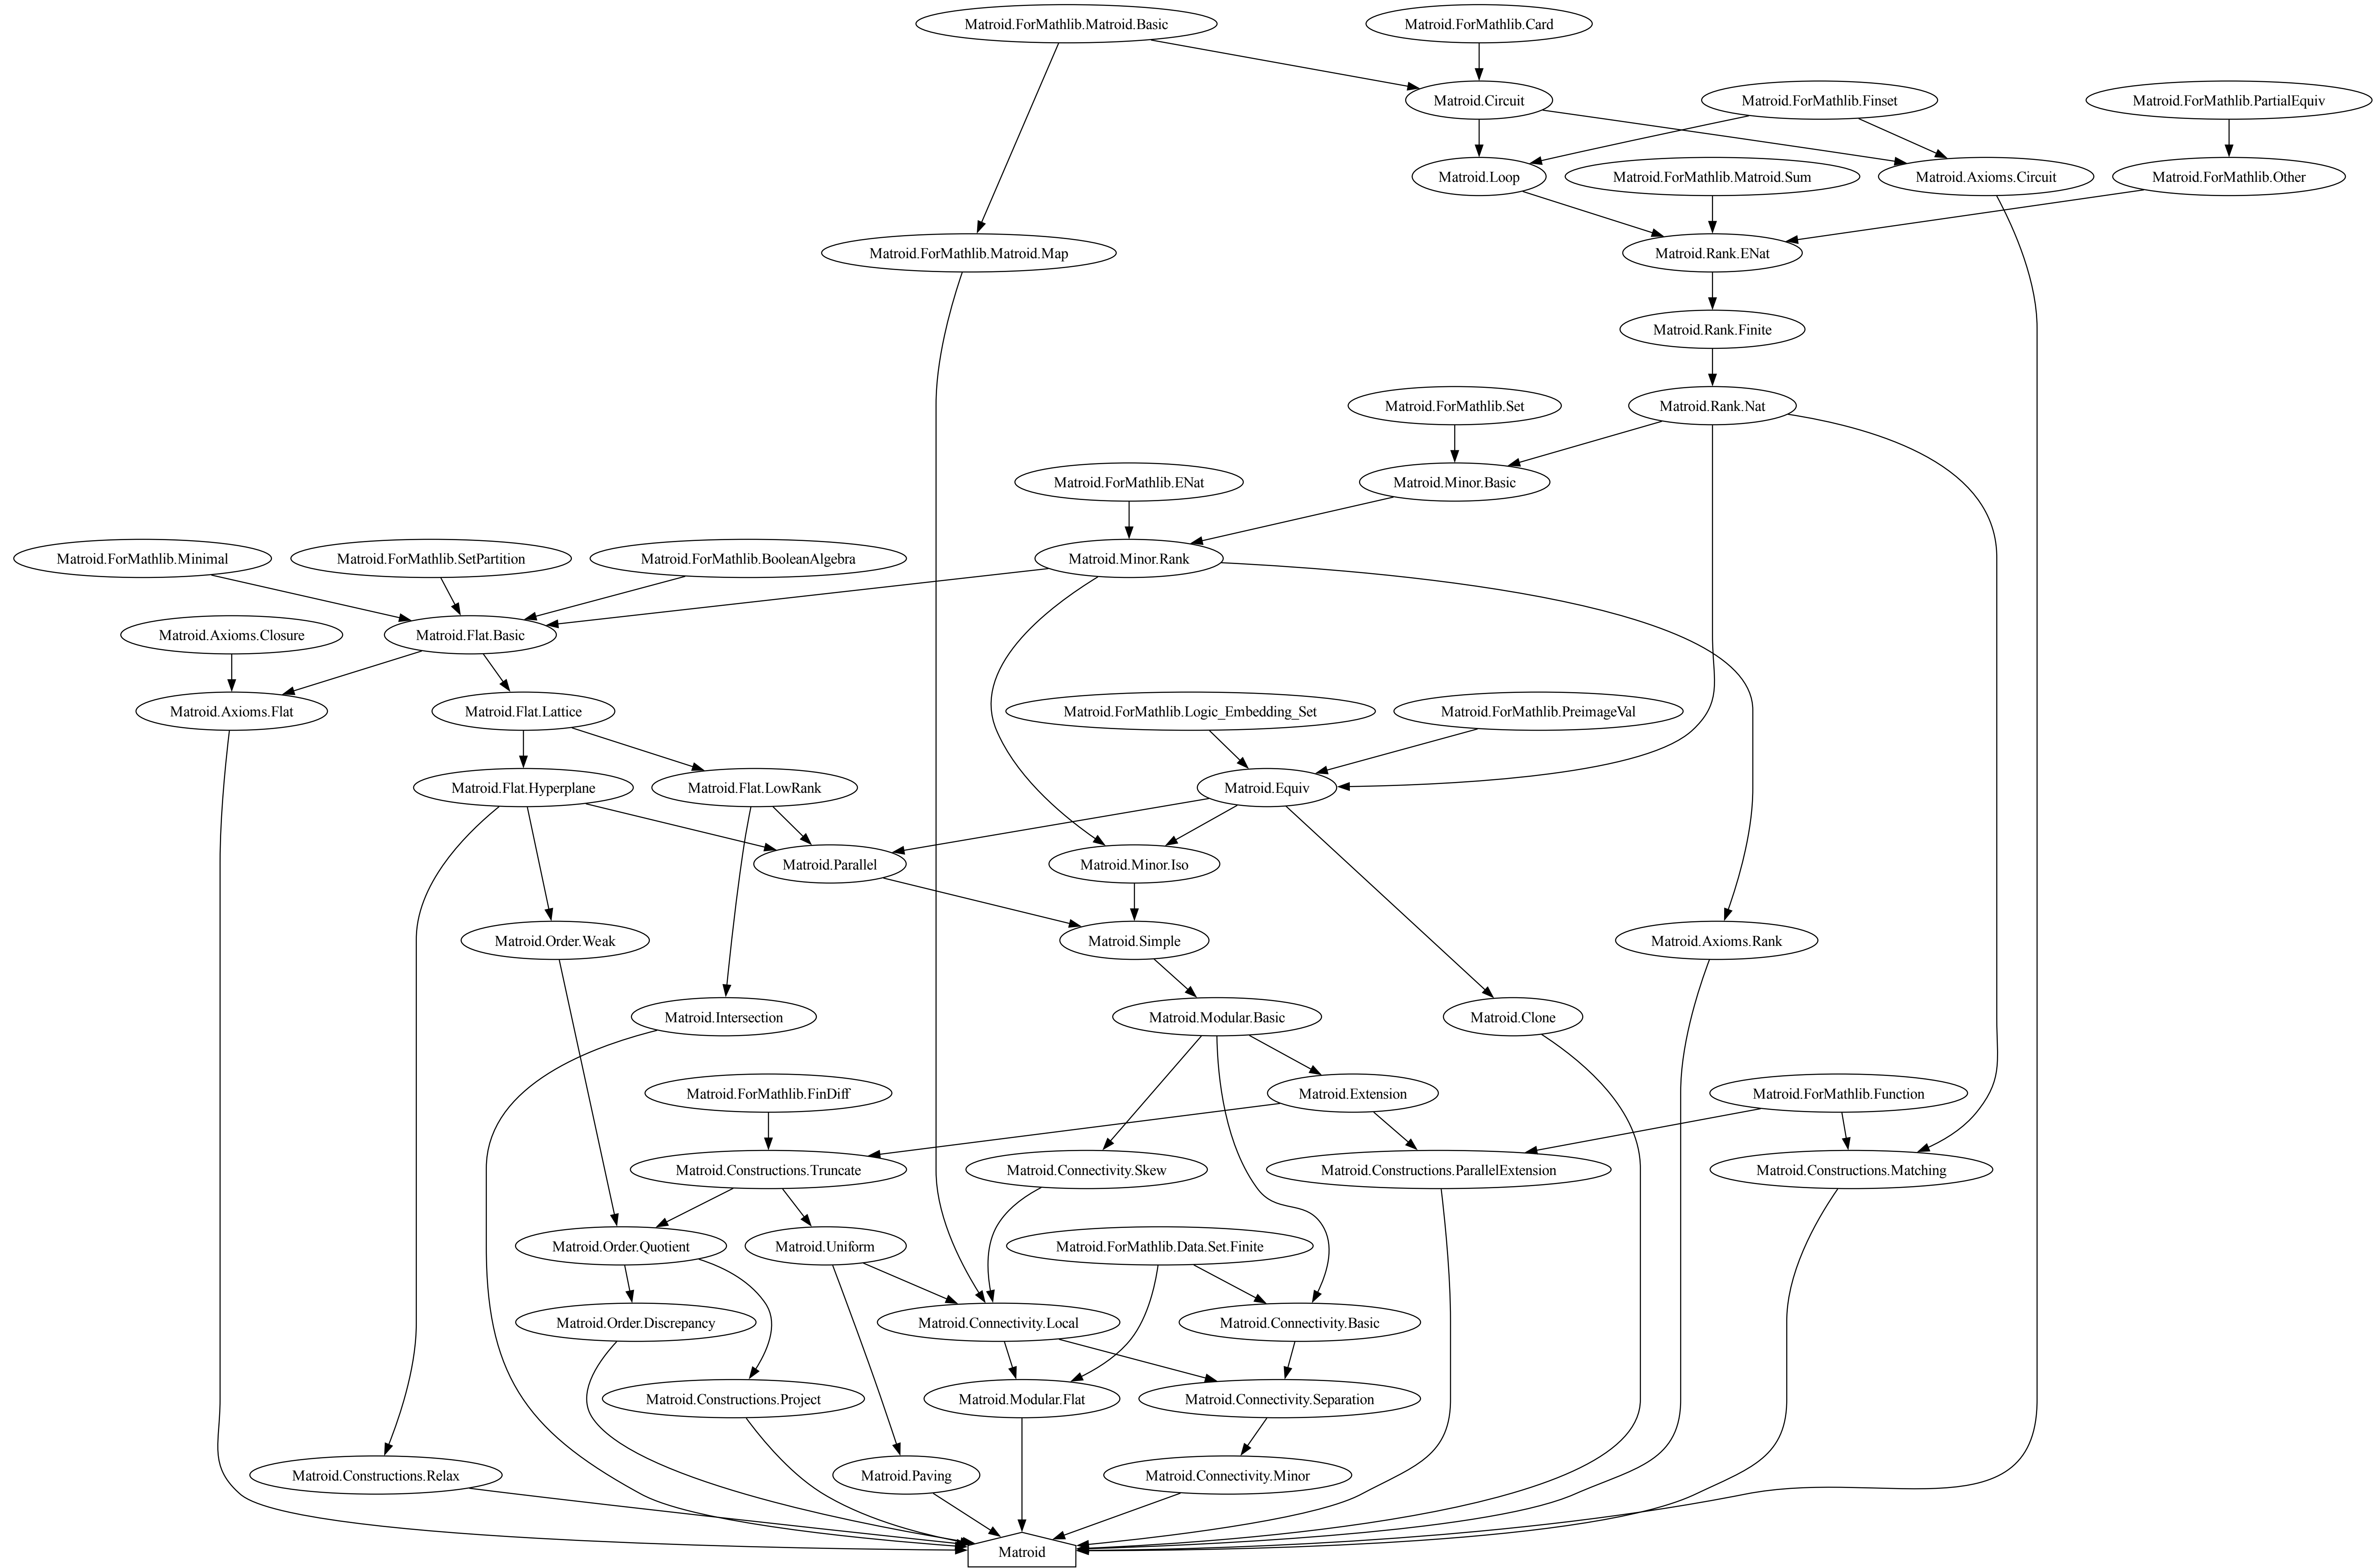 Matroid.ForMathlib.Matroid.Basic
Matroid.ForMathlib.Card
Matroid.Circuit
Matroid.ForMathlib.Finset
Matroid.ForMathlib.PartialEquiv
Matroid.Loop
Matroid.ForMathlib.Matroid.Sum
Matroid.Axioms.Circuit
Matroid.ForMathlib.Other
Matroid.ForMathlib.Matroid.Map
Matroid.Rank.ENat
Matroid.Rank.Finite
Matroid.ForMathlib.Set
Matroid.Rank.Nat
Matroid.ForMathlib.ENat
Matroid.Minor.Basic
Matroid.ForMathlib.Minimal
Matroid.ForMathlib.SetPartition
Matroid.ForMathlib.BooleanAlgebra
Matroid.Minor.Rank
Matroid.Axioms.Closure
Matroid.Flat.Basic
Matroid.Axioms.Flat
Matroid.Flat.Lattice
Matroid.ForMathlib.Logic_Embedding_Set
Matroid.ForMathlib.PreimageVal
Matroid.Flat.Hyperplane
Matroid.Flat.LowRank
Matroid.Equiv
Matroid.Parallel
Matroid.Minor.Iso
Matroid.Order.Weak
Matroid.Simple
Matroid.Axioms.Rank
Matroid.Intersection
Matroid.Modular.Basic
Matroid.Clone
Matroid.ForMathlib.FinDiff
Matroid.Extension
Matroid.ForMathlib.Function
Matroid.Constructions.Truncate
Matroid.Connectivity.Skew
Matroid.Constructions.ParallelExtension
Matroid.Constructions.Matching
Matroid.Order.Quotient
Matroid.Uniform
Matroid.ForMathlib.Data.Set.Finite
Matroid.Order.Discrepancy
Matroid.Connectivity.Local
Matroid.Connectivity.Basic
Matroid.Constructions.Project
Matroid.Modular.Flat
Matroid.Connectivity.Separation
Matroid.Constructions.Relax
Matroid.Paving
Matroid.Connectivity.Minor
Matroid